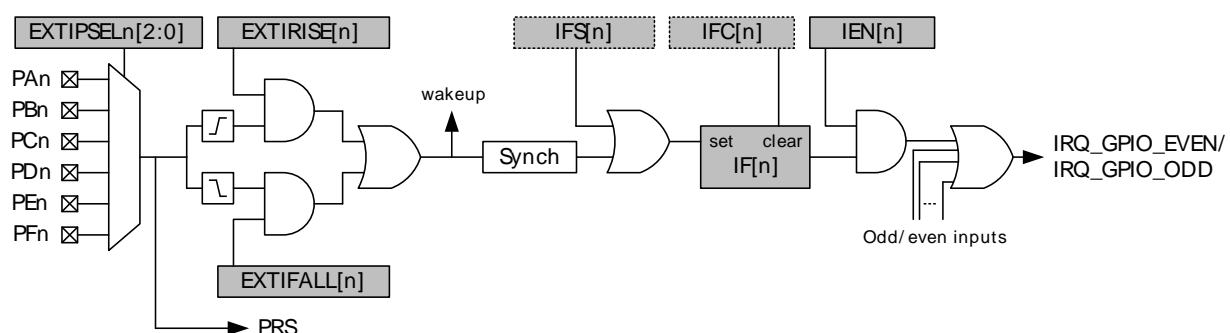 EXTIPSELn[2:0]
EXTIRISE[n]
IFS[n]
IFC[n]
IEN[n]
PAn
PBn
PCn
PDn
PEn
PFn
wakeup
Synch
set clear
IF[n]
IRQ_GPIO_EVEN/
IRQ_GPIO_ODD
...
Odd/even inputs
EXTIFALL[n]
PRS